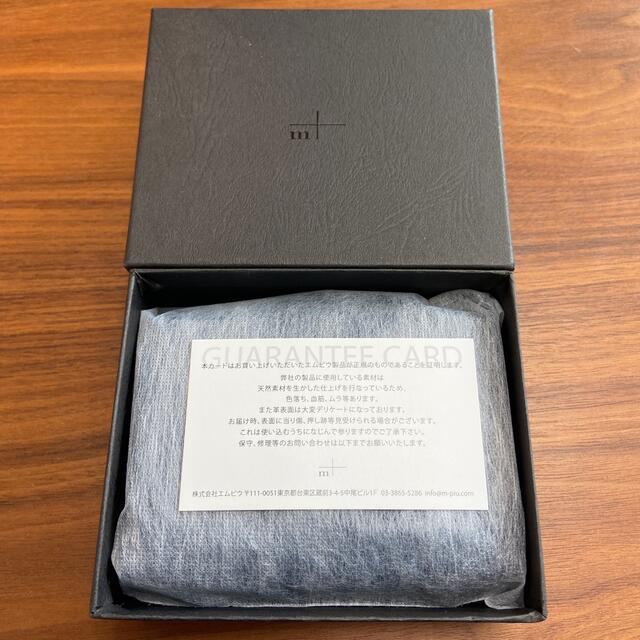 m+
GUARANTEE CARD
本カードはお買い上げいただいたエムピウ製品が正規のものであることを証明します。
弊社の製品に使用している素材は
天然素材を生かした仕上げを行なっているため、
色落ち、血筋、ムラ等あります。
また革表面は大変デリケートになっております。
お届け時、表面に当り傷、押し跡等見受けられる場合がございます。
これは使い込むうちになじんで参りますのでご了承下さい。
保守、修理等のお問い合わせは以下までお願いいたします。
m+
株式会社エムピウ 〒111-0051東京都台東区蔵前3-4-5中尾ビル1F 03-3865-5286 info@m-piu.com